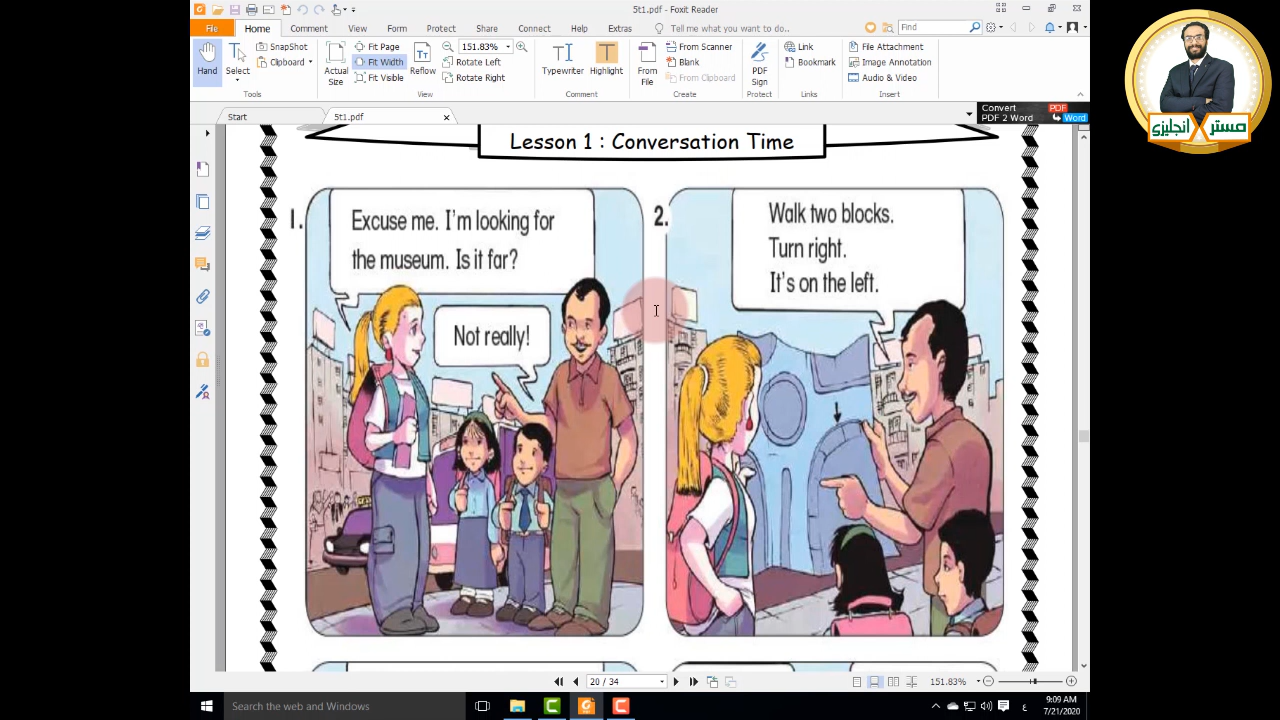 5t1.pdf - Foxit Reader
File
Home
Comment
View
Form
Protect
Share
Connect
Help
Extras
Tell me what you want to do..
Find
Hand
Select
SnapShot
Clipboard
Tools
Actual Size
Fit Page
Fit Width
Fit Visible
Reflow
151.83%
Rotate Left
Rotate Right
View
Typewriter
Highlight
Comment
From File
From Scanner
Blank
From Clipboard
Create
PDF Sign
Protect
Link
Bookmark
Links
File Attachment
Image Annotation
Audio & Video
Insert
Start
5t1.pdf
Convert PDF
PDF 2 Word Word
مستر X انجليزي
Lesson 1 : Conversation Time
1.
Excuse me. I'm looking for
the museum. Is it far?
Not really!
2.
Walk two blocks.
Turn right.
It's on the left.
20 / 34
151.83%
Search the web and Windows
ع
9:09 AM
7/21/2020